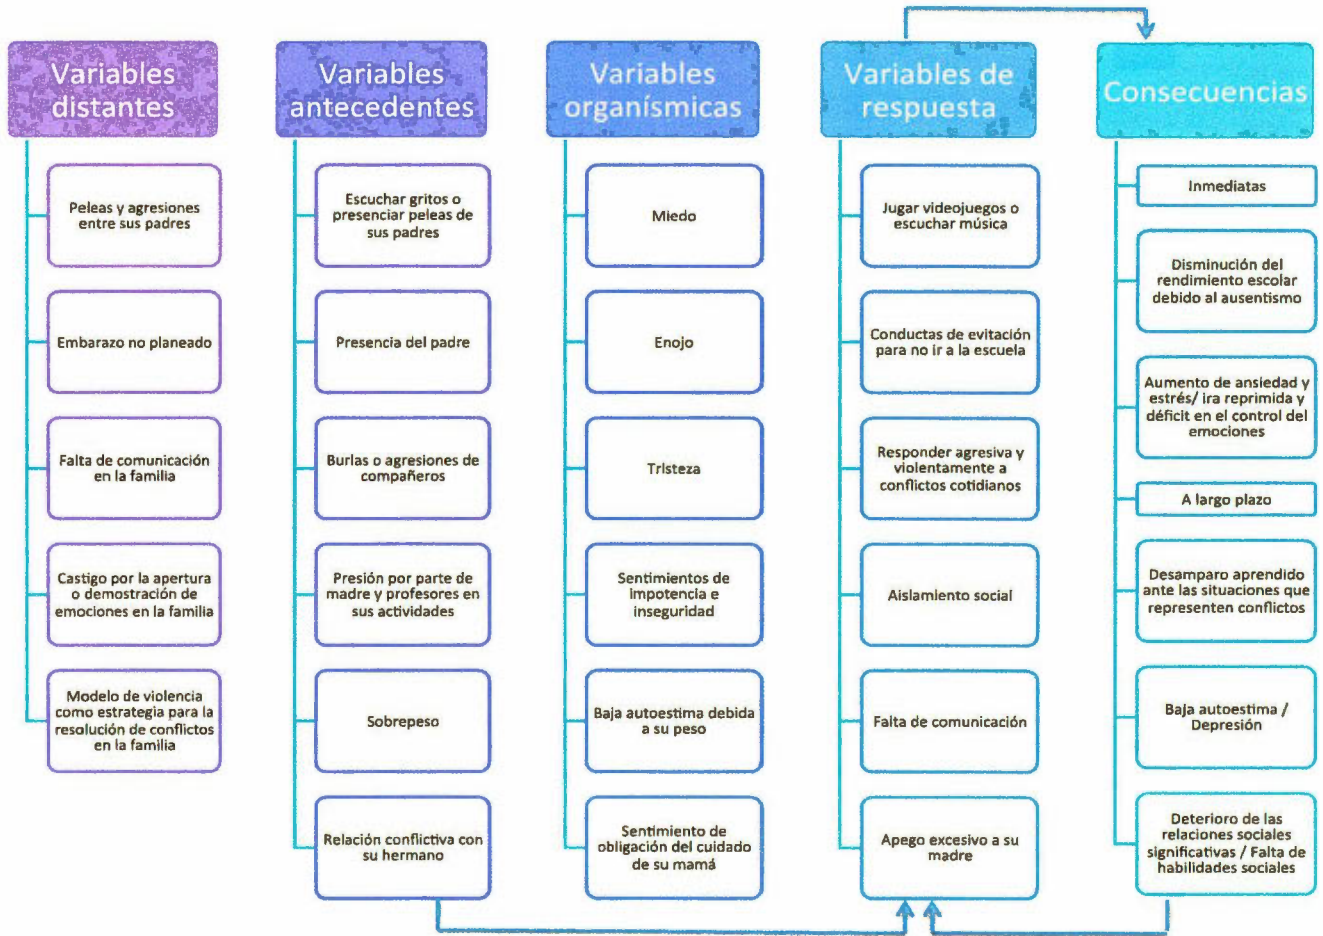 Variables
distantes
Peleas y agresiones
entre sus padres
Embarazo no planeado
Falta de comunicación
en la familia
Castigo por la apertura
o demostración de
emociones en la familia
Modelo de violencia
como estrategia para la
resolución de conflictos
en la familia
Variables
antecedentes
Escuchar gritos o
presenciar peleas de
sus padres
Presencia del padre
Burlas o agresiones de
compañeros
Presión por parte de
madre y profesores en
sus actividades
Sobrepeso
Relación conflictiva con
su hermano
Variables
organísmicas
Miedo
Enojo
Tristeza
Sentimientos de
impotencia e
inseguridad
Baja autoestima debida
a su peso
Sentimiento de
obligación del cuidado
de su mamá
Variables de
respuesta
Jugar videojuegos o
escuchar música
Conductas de evitación
para no ir a la escuela
Responder agresiva y
violentamente a
conflictos cotidianos
Aislamiento social
Falta de comunicación
Apego excesivo a su
madre
Consecuencias
Inmediatas
Disminución del
rendimiento escolar
debido al ausentismo
Aumento de ansiedad y
estrés/ ira reprimida y
déficit en el control del
emociones
A largo plazo
Desamparo aprendido
ante las situaciones que
representen conflictos
Baja autoestima /
Depresión
Deterioro de las
relaciones sociales
significativas / Falta de
habilidades sociales